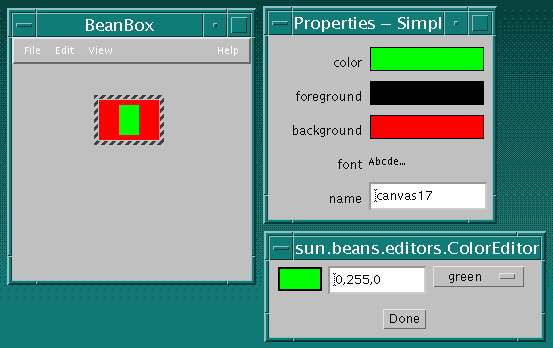 BeanBox
File Edit View Help
Properties – Simpl
color
foreground
background
font Abcde...
name canvas17
sun.beans.editors.ColorEditor
0,255,0 green
Done